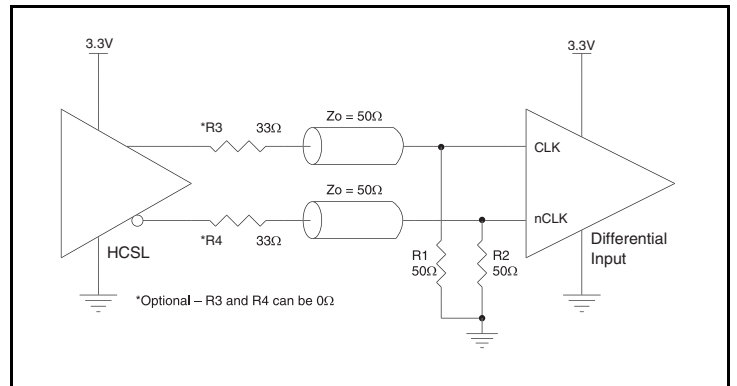 3.3V
3.3V
*R3 33Ω
Zo = 50Ω
CLK
Zo = 50Ω
nCLK
*R4 33Ω
HCSL
R1
50Ω
R2
50Ω
Differential
Input
*Optional – R3 and R4 can be 0Ω